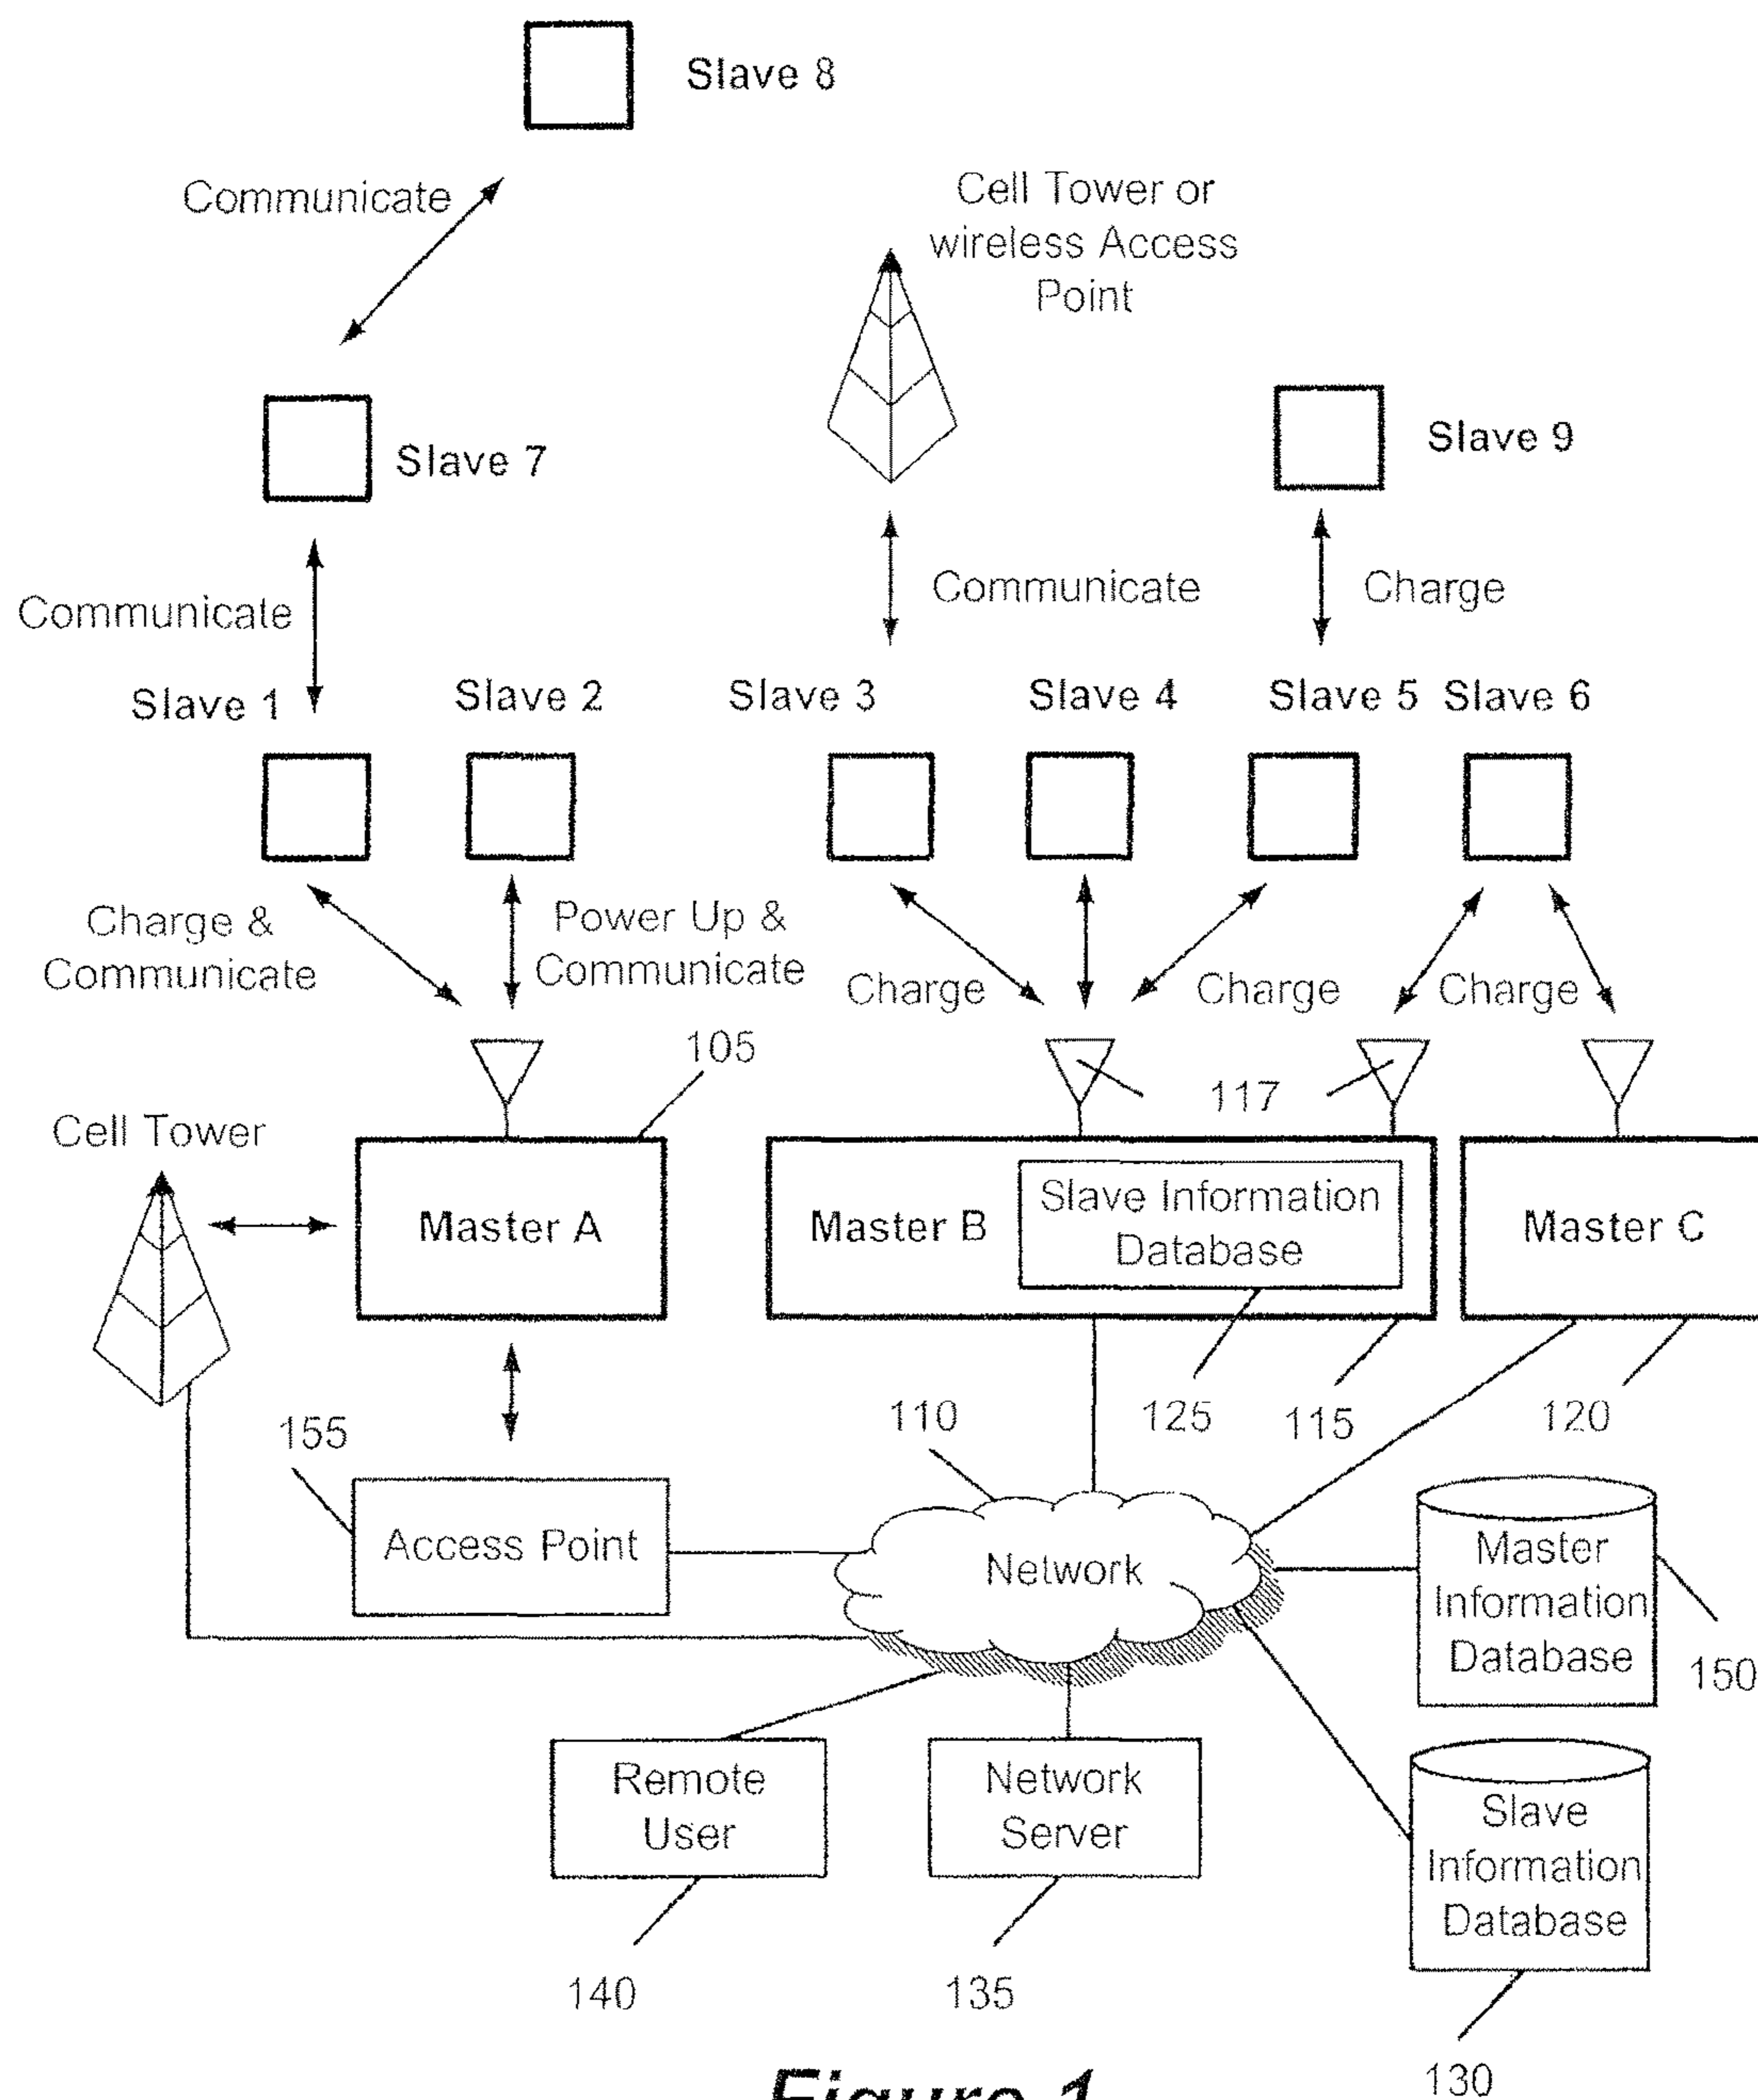 Slave 8
Communicate
Cell Tower or
wireless Access
Point
Slave 7
Slave 9
Communicate
Communicate
Charge
Slave 1
Slave 2
Slave 3
Slave 4
Slave 5
Slave 6
Charge &
Communicate
Power Up &
Communicate
Charge
Charge
Charge
105
117
Cell Tower
Master A
Master B
Slave Information
Database
Master C
155
110
125
115
120
Access Point
Network
Master
Information
Database
150
Remote
User
Network
Server
Slave
Information
Database
140
135
130
Figure 1